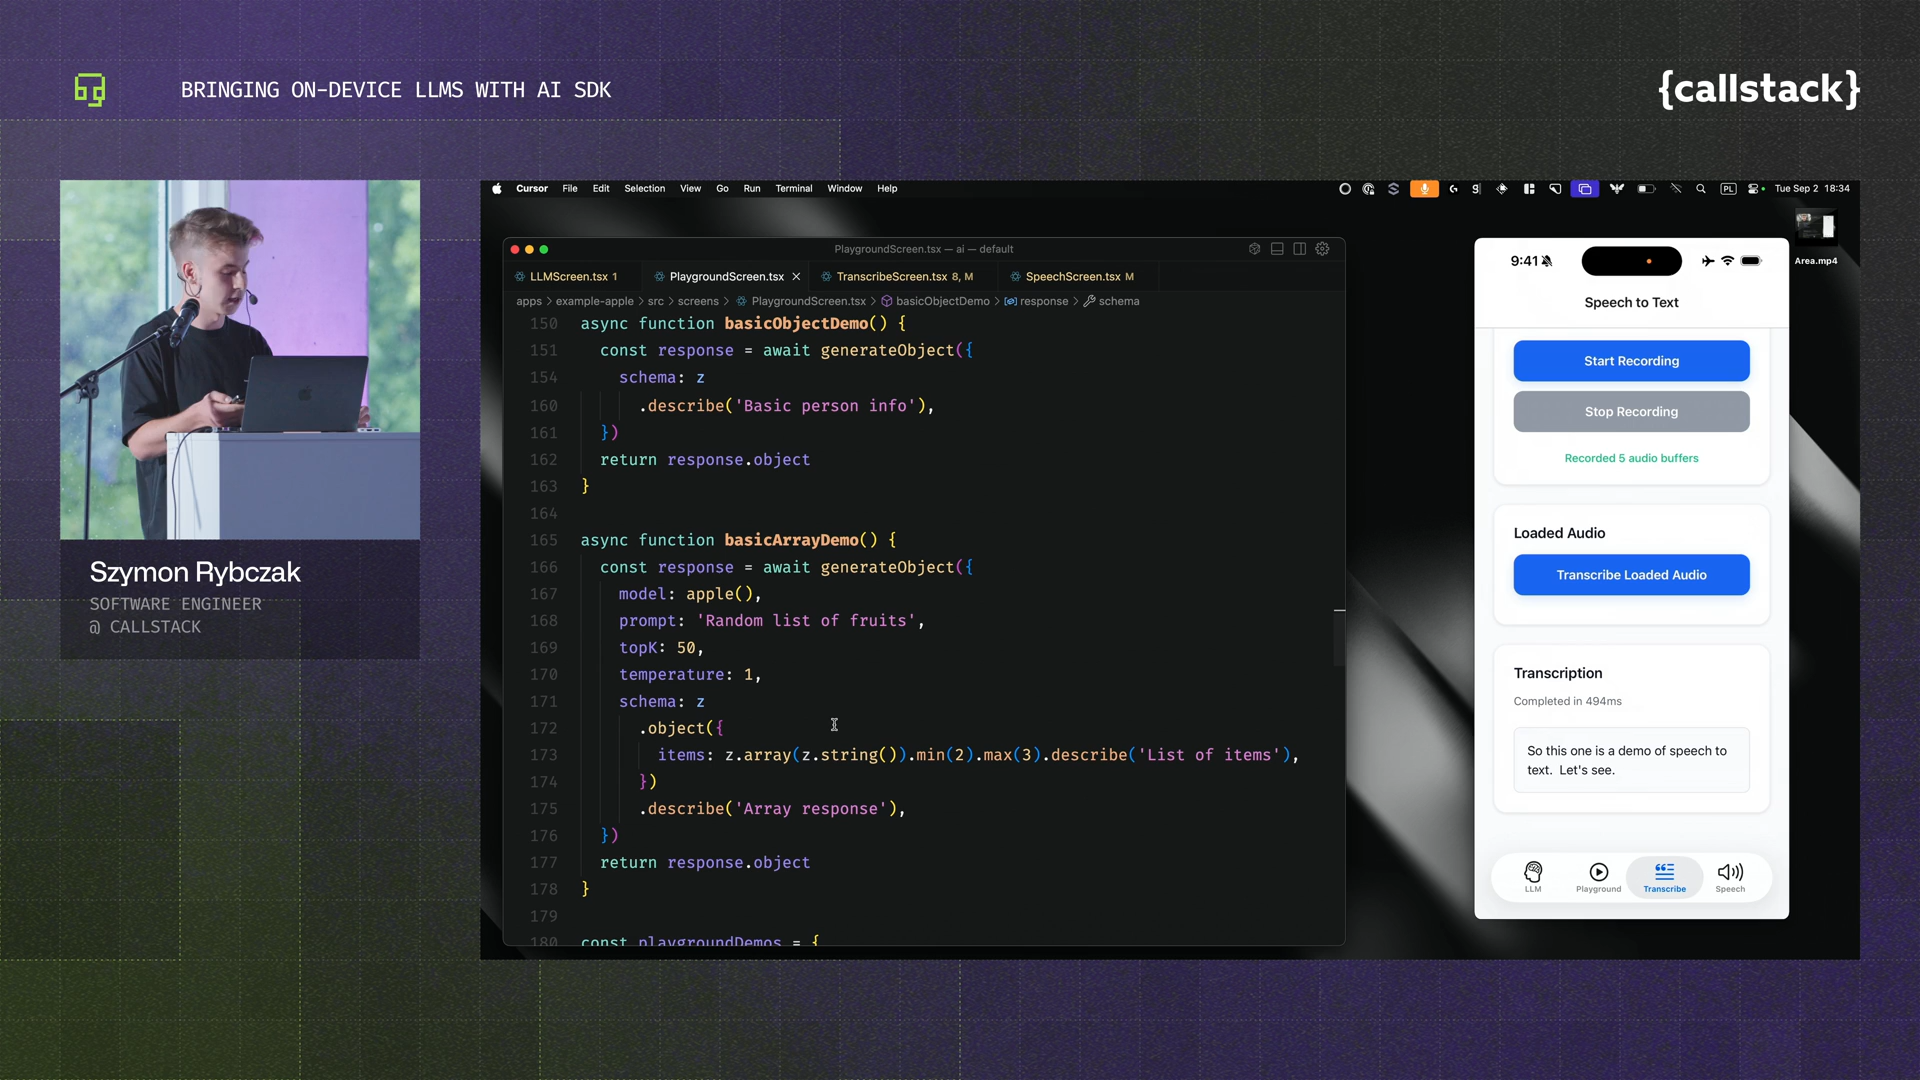 BRINGING ON-DEVICE LLMS WITH AI SDK
{callstack}
Szymon Rybczak
SOFTWARE ENGINEER
@ CALLSTACK
Cursor File Edit Selection View Go Run Terminal Window Help
PL Tue Sep 2 18:34
Area.mp4
PlaygroundScreen.tsx — ai — default
LLMScreen.tsx 1
PlaygroundScreen.tsx
TranscribeScreen.tsx 8, M
SpeechScreen.tsx M
apps > example-apple > src > screens > PlaygroundScreen.tsx > basicObjectDemo > response > schema
150 async function basicObjectDemo() {
151 const response = await generateObject({
154 schema: z
160 .describe('Basic person info'),
161 })
162 return response.object
163 }
164
165 async function basicArrayDemo() {
166 const response = await generateObject({
167 model: apple(),
168 prompt: 'Random list of fruits',
169 topK: 50,
170 temperature: 1,
171 schema: z
172 .object({
173 items: z.array(z.string()).min(2).max(3).describe('List of items'),
174 })
175 .describe('Array response'),
176 })
177 return response.object
178 }
179
180 const playgroundDemos = {
9:41
Speech to Text
Start Recording
Stop Recording
Recorded 5 audio buffers
Loaded Audio
Transcribe Loaded Audio
Transcription
Completed in 494ms
So this one is a demo of speech to
text. Let's see.
LLM
Playground
Transcribe
Speech